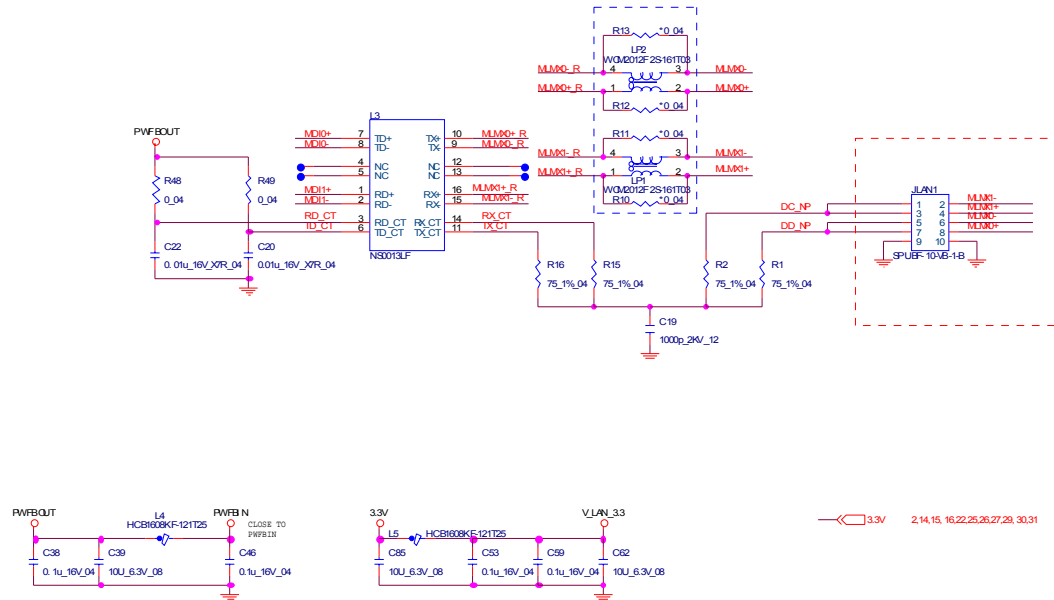 R13 *0_04
LP2
WCM2012F2S-161T03
MLMX0-_R 4 3 MLMX0-
MLMX0+_R 1 2 MLMX0+
R12 *0_04
L3
PWFBOUT
MDI0+ 7 TD+ TX+ 10 MLMX0+_R
MDI0- 8 TD- TX- 9 MLMX0-_R
R11 *0_04
MLMX1-_R 4 3 MLMX1-
4 NC NC 12
5 NC NC 13
MLMX1+_R 1 2 MLMX1+
LP1
WCM2012F2S-161T03
R10 *0_04
R48 R49
0_04 0_04
MDI1+ 1 RD+ RX+ 16 MLMX1+_R
MDI1- 2 RD- RX- 15 MLMX1-_R
RD_CT 3 RD_CT RX_CT 14 RX_CT
TD_CT 6 TD_CT TX_CT 11 TX_CT
NS0013LF
JLAN1
DC_NP 1 2 MLMX1-
3 4 MLMX1+
DD_NP 5 6 MLMX0-
7 8 MLMX0+
9 10
SPUBF-10-VB-1-B
C22 C20
0.01u_16V_X7R_04 0.01u_16V_X7R_04
R16 R15 R2 R1
75_1%_04 75_1%_04 75_1%_04 75_1%_04
C19
1000p_2KV_12
PWFBOUT L4 PWFBIN
HCB1608KF-121T25
CLOSE TO
PWFBIN
C38 C39 C46
0.1u_16V_04 10U_6.3V_08 0.1u_16V_04
3.3V V_LAN_3.3
L5 HCB1608KF-121T25
C85 C53 C59 C62
10U_6.3V_08 0.1u_16V_04 0.1u_16V_04 10U_6.3V_08
3.3V 2,14,15,16,22,25,26,27,29,30,31